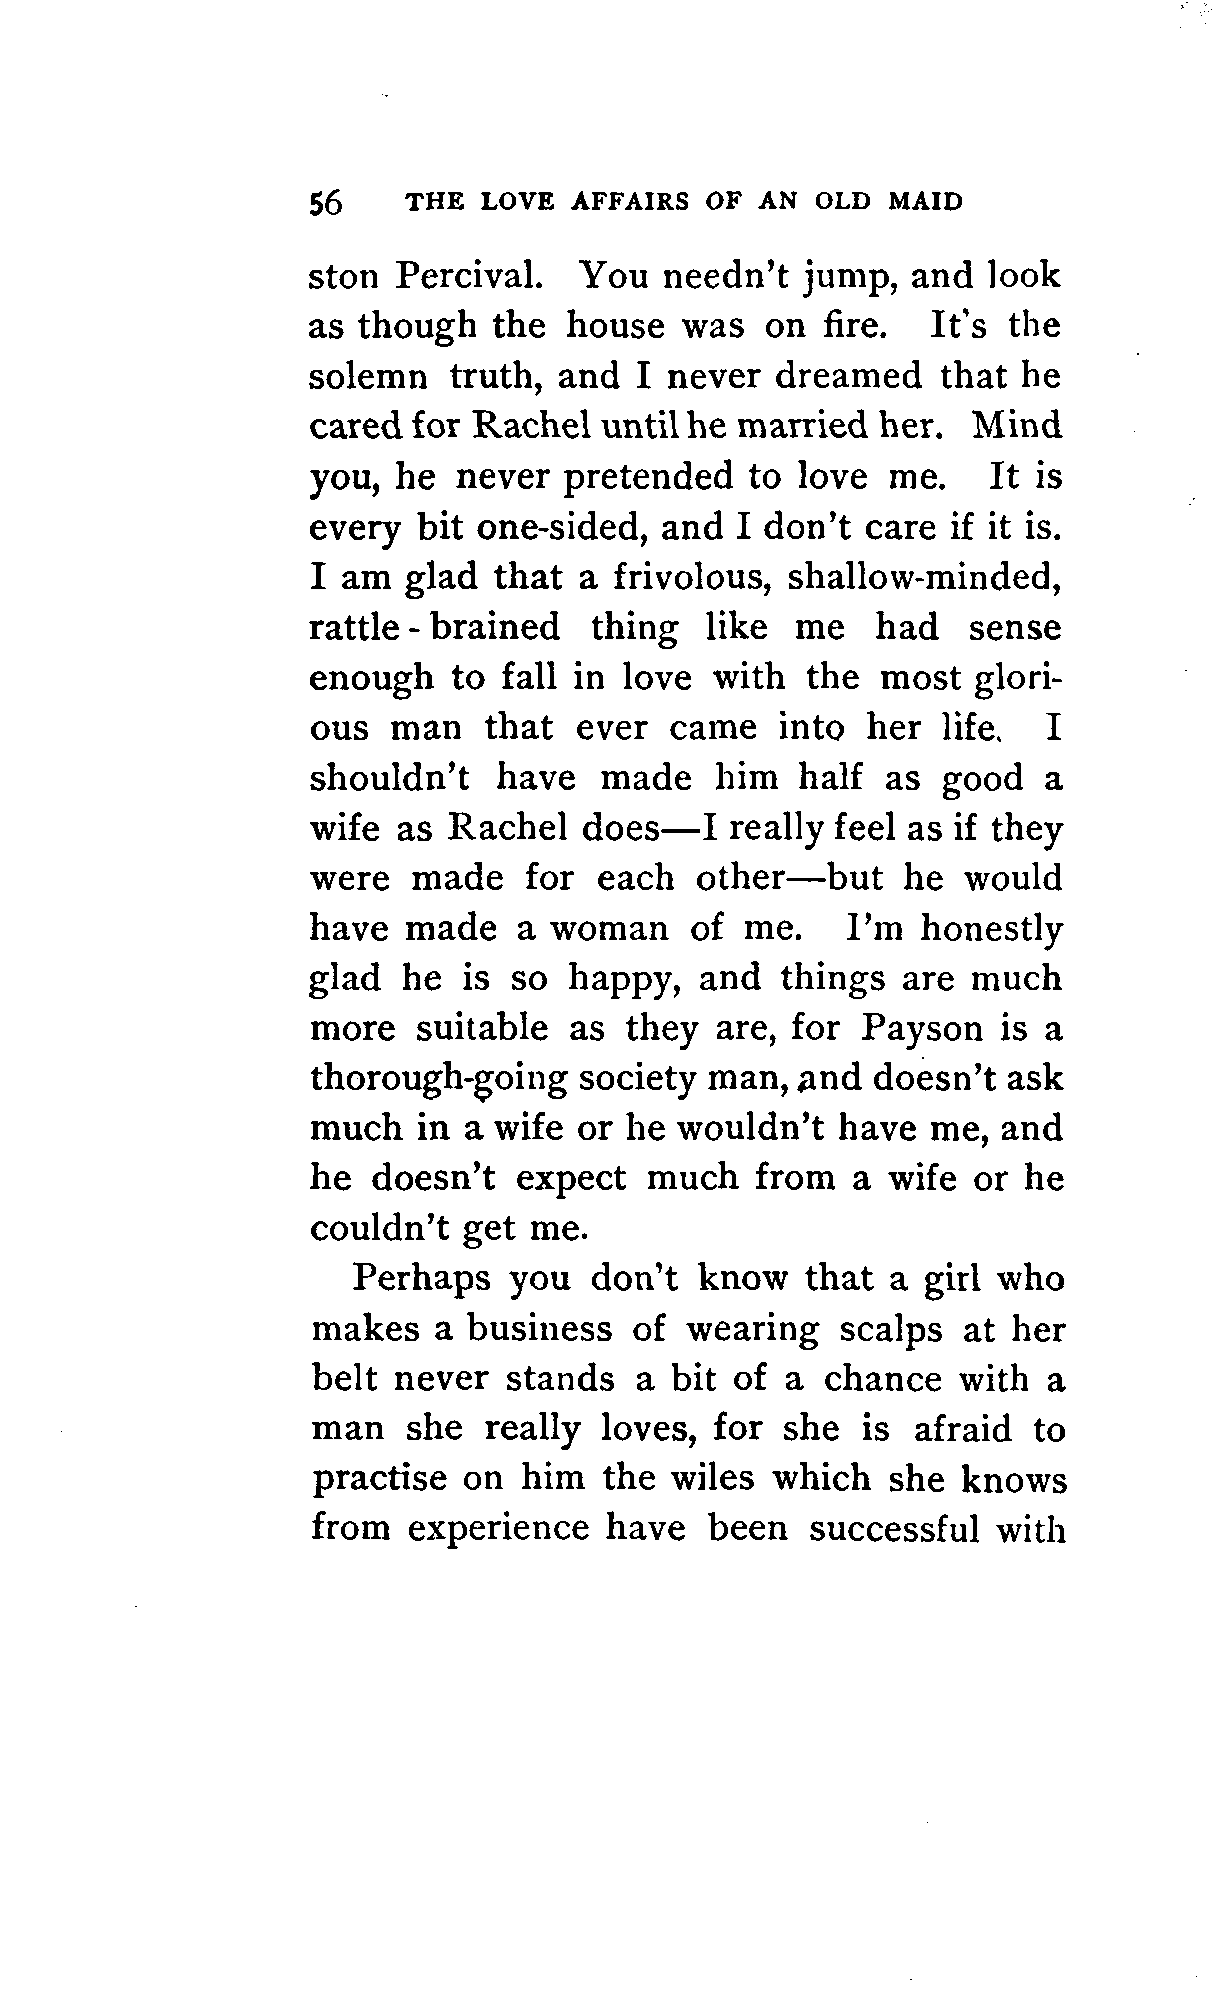 56 THE LOVE AFFAIRS OF AN OLD MAID
ston Percival. You needn't jump, and look
as though the house was on fire. It's the
solemn truth, and I never dreamed that he
cared for Rachel until he married her. Mind
you, he never pretended to love me. It is
every bit one-sided, and I don't care if it is.
I am glad that a frivolous, shallow-minded,
rattle-brained thing like me had sense
enough to fall in love with the most glori-
ous man that ever came into her life. I
shouldn't have made him half as good a
wife as Rachel does—I really feel as if they
were made for each other—but he would
have made a woman of me. I'm honestly
glad he is so happy, and things are much
more suitable as they are, for Payson is a
thorough-going society man, and doesn't ask
much in a wife or he wouldn't have me, and
he doesn't expect much from a wife or he
couldn't get me.
Perhaps you don't know that a girl who
makes a business of wearing scalps at her
belt never stands a bit of a chance with a
man she really loves, for she is afraid to
practise on him the wiles which she knows
from experience have been successful with